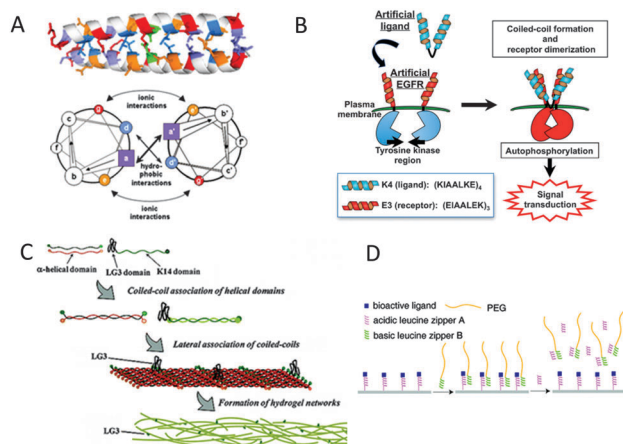 A
ionic
interactions
g
e'
c
d
a'
b'
f
f'
b
a
d'
c'
e
g'
hydro-
phobic
interactions
ionic
interactions
B
Artificial
ligand
Artificial
EGFR
Plasma
membrane
Tyrosine kinase
region
Coiled-coil formation
and
receptor dimerization
Autophosphorylation
Signal
transduction
K4 (ligand): (KIAALKE)4
E3 (receptor): (EIAALEK)3
C
α-helical domain
LG3 domain
K14 domain
Coiled-coil association of helical domains
Lateral association of coiled-coils
LG3
Formation of hydrogel networks
LG3
D
bioactive ligand
PEG
acidic leucine zipper A
basic leucine zipper B